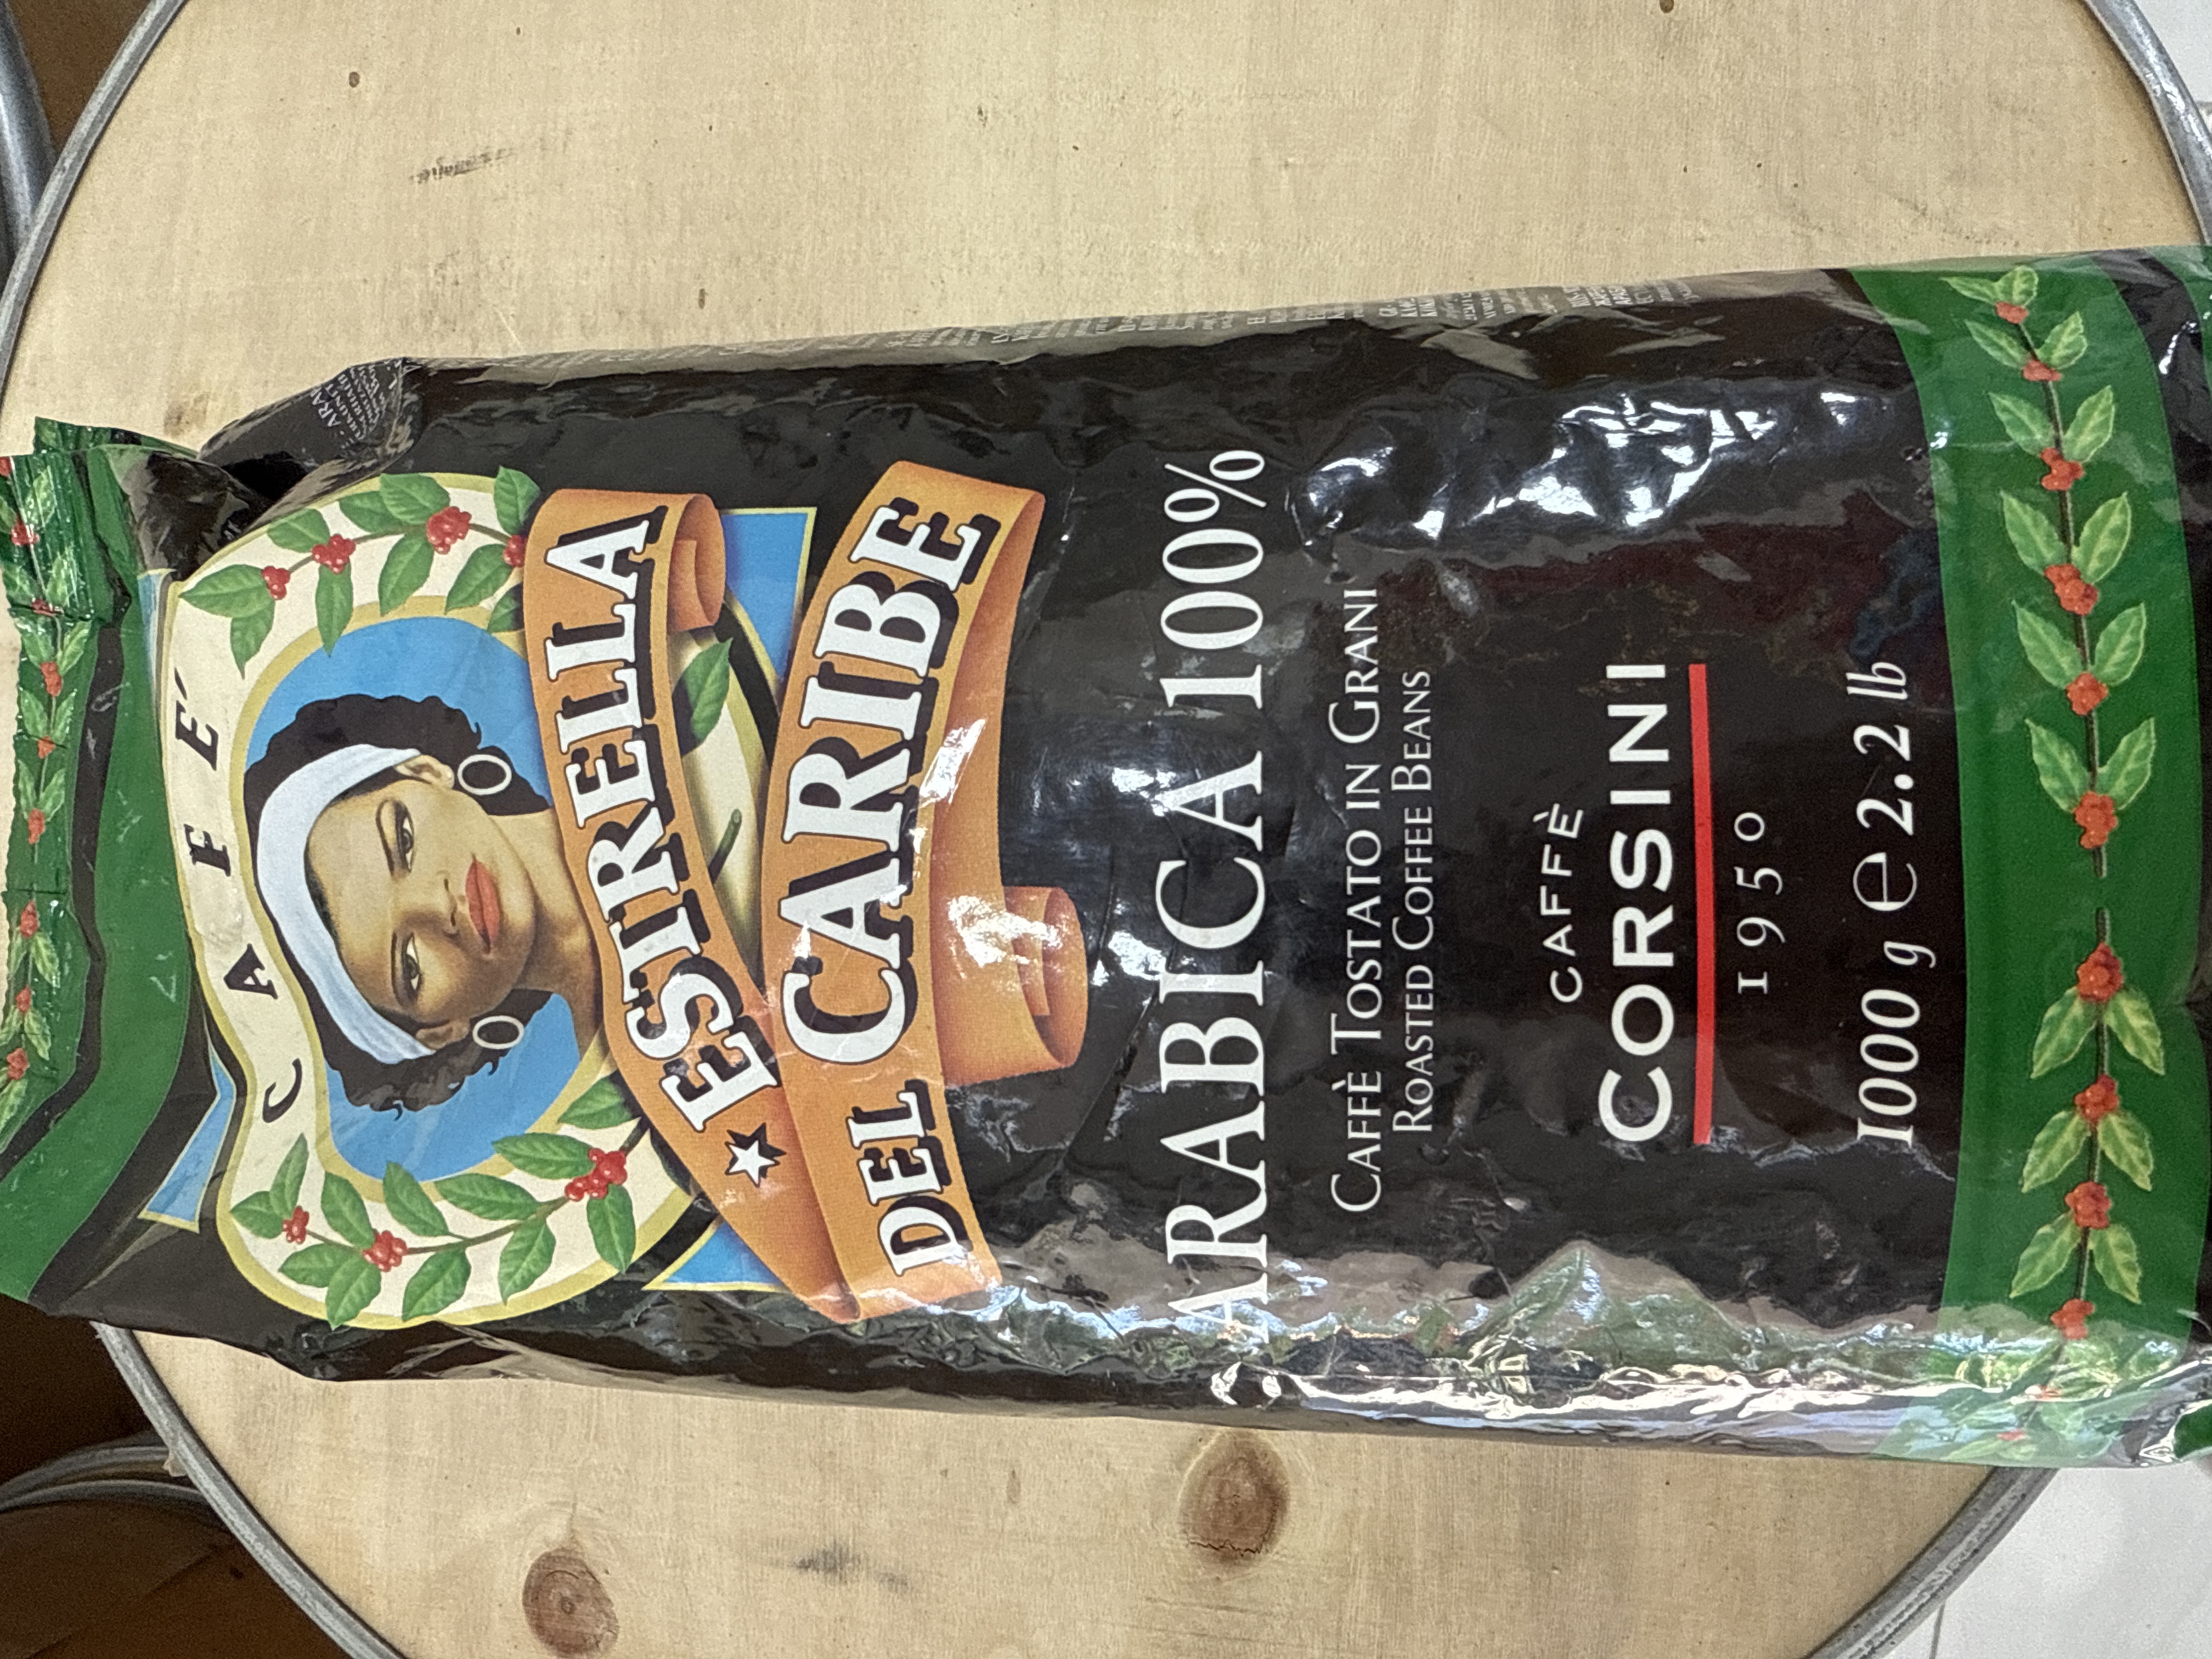 CAFÉ
ESTRELLA
DEL CARIBE
ARABICA 100%
CAFFÈ TOSTATO IN GRANI
ROASTED COFFEE BEANS
CAFFÈ
CORSINI
1950
1000 g ℮ 2.2 lb